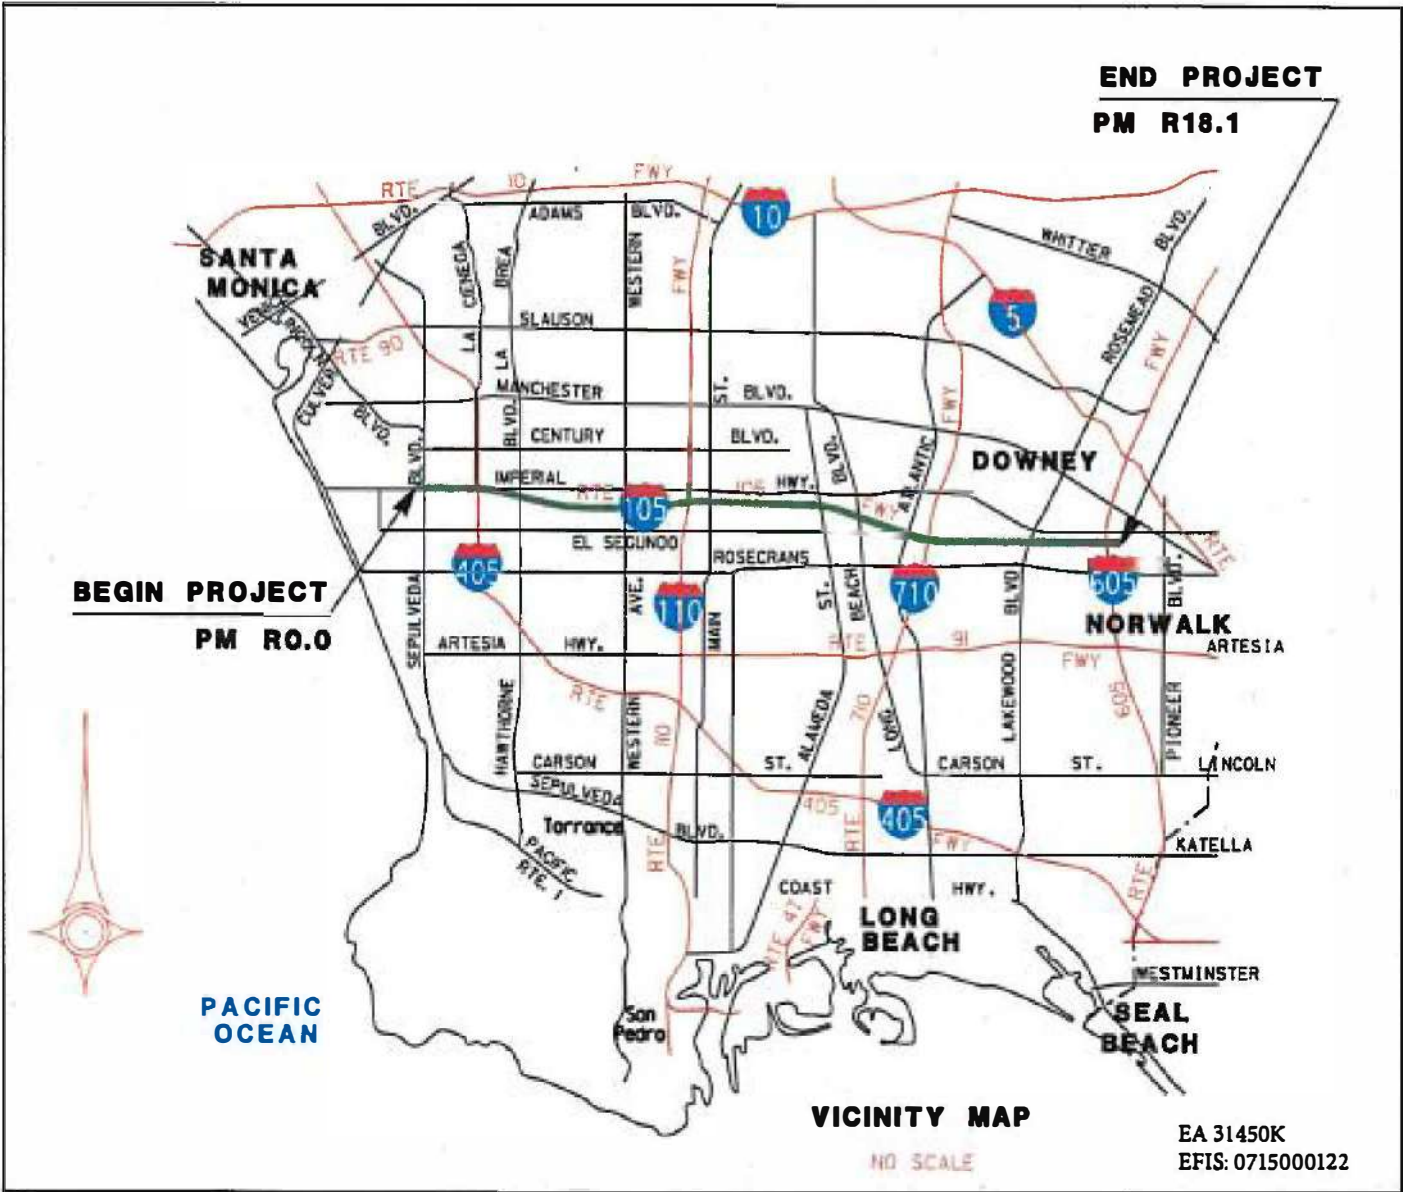 END PROJECT
PM R18.1
RTE 10 FWY
BLVD.
ADAMS BLVD.
10
SANTA
MONICA
LA CIENEGA
LA BREA
BLVD.
WESTERN
FWY
WHITTIER
BLVD.
ROSEMEAD
5
SLAUSON
RTE 90
CULVER
BLVD.
MANCHESTER BLVD.
ST.
FWY
FWY
CENTURY BLVD.
BLVD.
BLVD.
ATLANTIC
DOWNEY
IMPERIAL HWY.
RTE 105 FWY
105
EL SEGUNDO
ROSECRANS
RTE
405
110
710
605
BEGIN PROJECT
PM R0.0
SEPULVEDA
AVE.
MAIN
ST.
BEACH
BLVD
BLVD.
NORWALK
ARTESIA HWY.
RTE 91
FWY
ARTESIA
HAWTHORNE
RTE
WESTERN
110
ALAMEDA
710
LONG
LAKEWOOD
605
PIONEER
CARSON ST.
CARSON ST.
LINCOLN
SEPULVEDA
BLVD.
405
405
FWY
Torrance
RTE
RTE
KATELLA
PACIFIC
RTE. 1
COAST HWY.
RTE
RTE 47
FWY
LONG
BEACH
WESTMINSTER
PACIFIC
OCEAN
San
Pedro
SEAL
BEACH
VICINITY MAP
NO SCALE
EA 31450K
EFIS: 0715000122